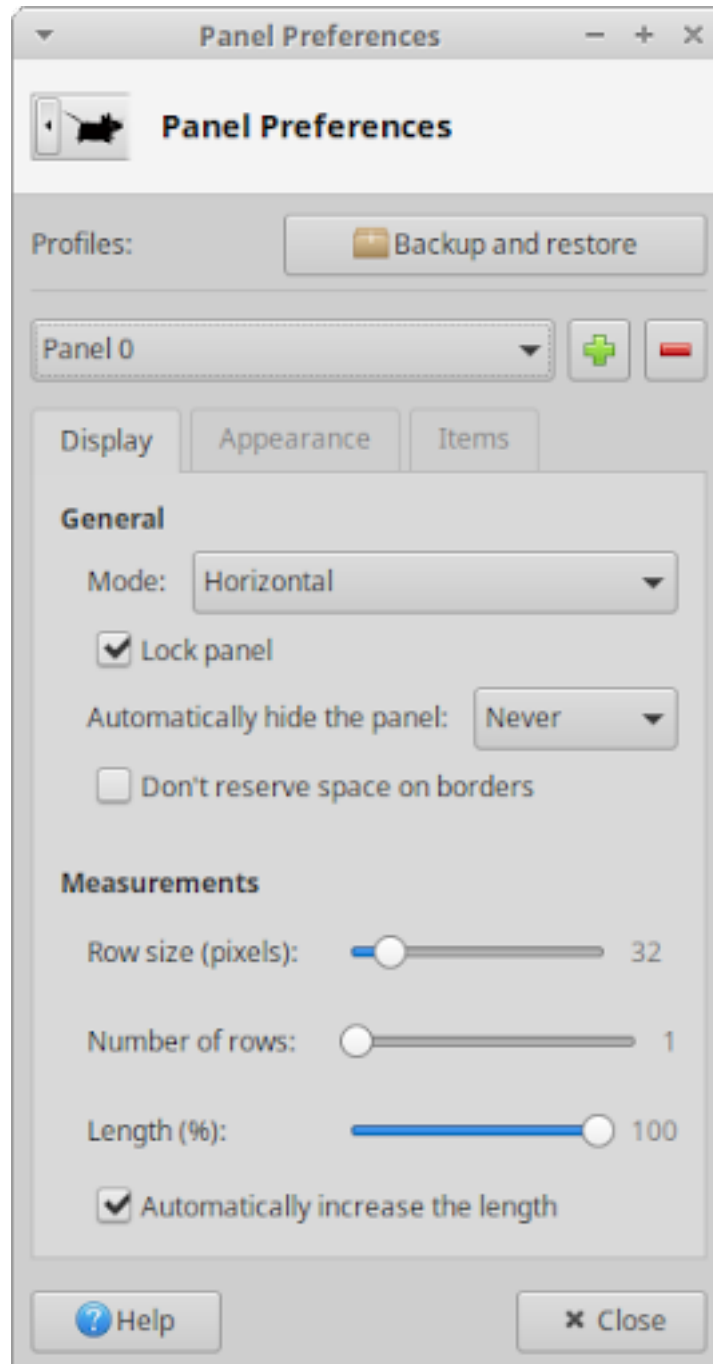 Panel Preferences
Panel Preferences
Profiles: Backup and restore
Panel 0
Display Appearance Items
General
Mode: Horizontal
Lock panel
Automatically hide the panel: Never
Don't reserve space on borders
Measurements
Row size (pixels): 32
Number of rows: 1
Length (%): 100
Automatically increase the length
Help Close